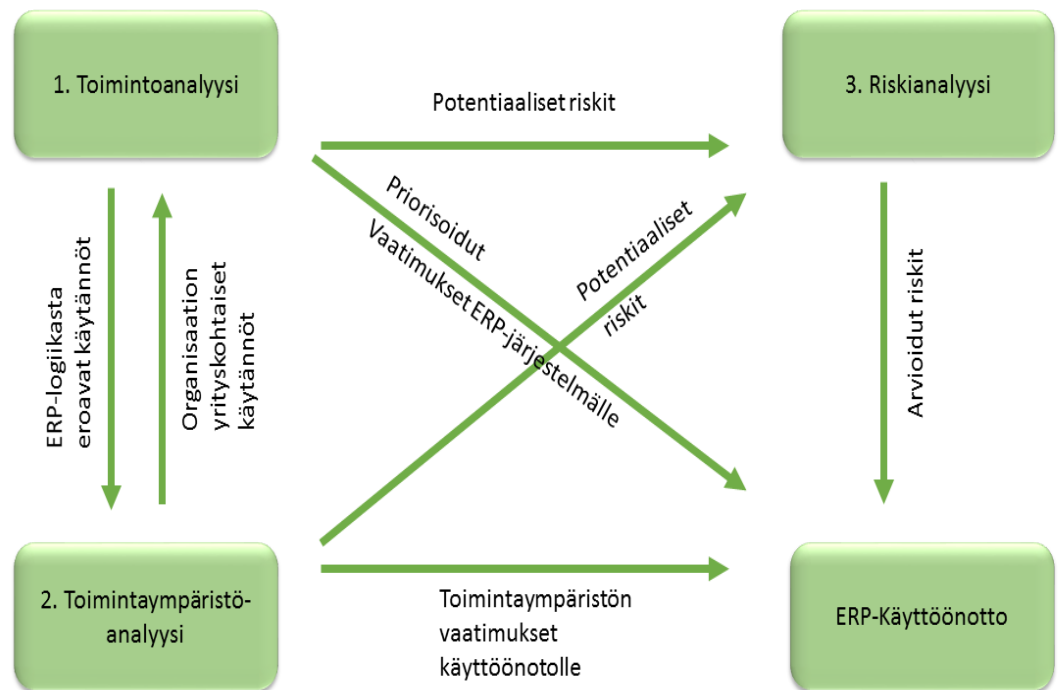 1. Toimintoanalyysi
Potentiaaliset riskit
3. Riskianalyysi
Priorisoidut
Vaatimukset ERP-järjestelmälle
Potentiaaliset
riskit
ERP-logiikasta
eroavat käytännöt
Organisaation
yrityskohtaiset
käytännöt
Arvioidut riskit
2. Toimintaympäristö-
analyysi
Toimintaympäristön
vaatimukset
käyttöönotolle
ERP-Käyttöönotto